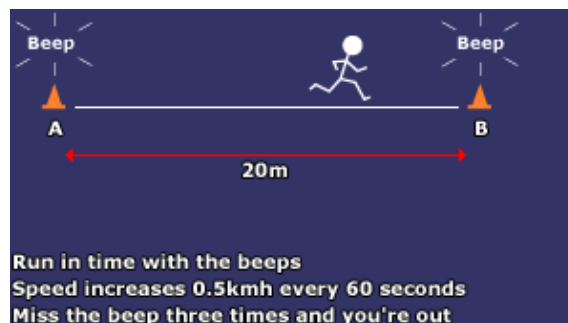 Beep Beep
A B
20m
Run in time with the beeps
Speed increases 0.5kmh every 60 seconds
Miss the beep three times and you're out